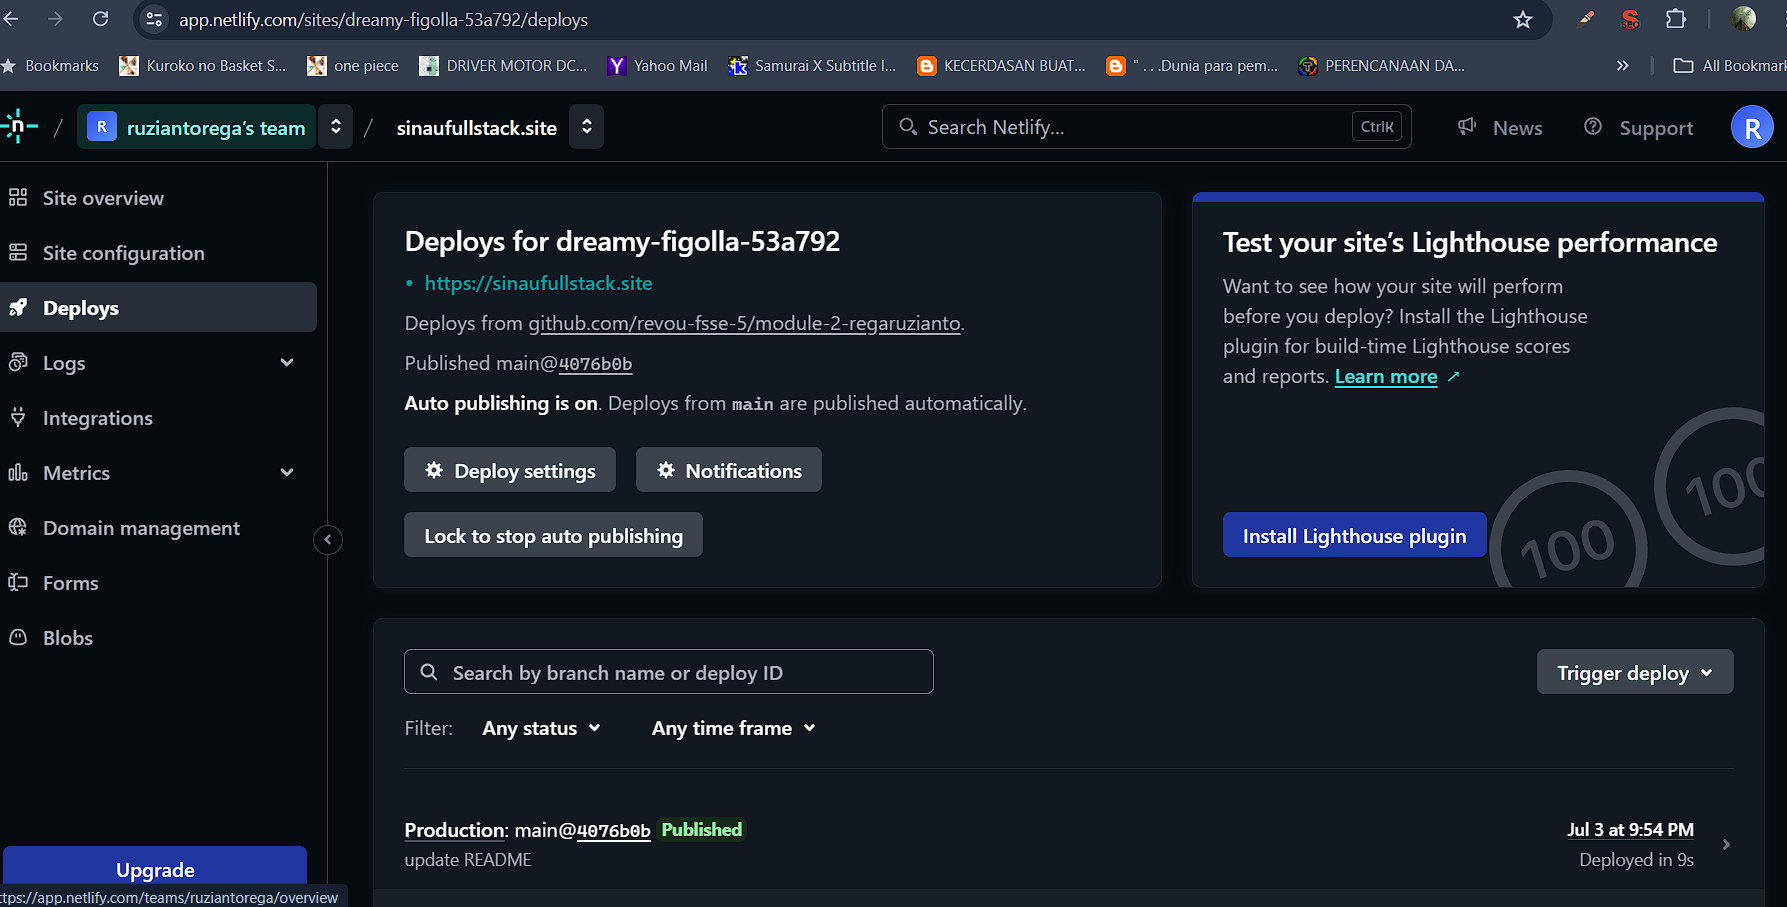 app.netlify.com/sites/dreamy-figolla-53a792/deploys
Bookmarks Kuroko no Basket S... one piece DRIVER MOTOR DC... Yahoo Mail Samurai X Subtitle I... KECERDASAN BUAT... " . . .Dunia para pem... PERENCANAAN DA... » All Bookmar
n / R ruziantorega's team / sinaufullstack.site Search Netlify... CtrlK News Support R
Site overview
Site configuration
Deploys
Logs
Integrations
Metrics
Domain management
Forms
Blobs
Upgrade
ttps://app.netlify.com/teams/ruziantorega/overview
Deploys for dreamy-figolla-53a792
• https://sinaufullstack.site
Deploys from github.com/revou-fsse-5/module-2-regaruzianto.
Published main@4076b0b
Auto publishing is on. Deploys from main are published automatically.
Deploy settings Notifications
Lock to stop auto publishing
Test your site's Lighthouse performance
Want to see how your site will perform
before you deploy? Install the Lighthouse
plugin for build-time Lighthouse scores
and reports. Learn more ↗
Install Lighthouse plugin
100
100
Search by branch name or deploy ID
Trigger deploy
Filter: Any status Any time frame
Production: main@4076b0b Published
update README
Jul 3 at 9:54 PM
Deployed in 9s